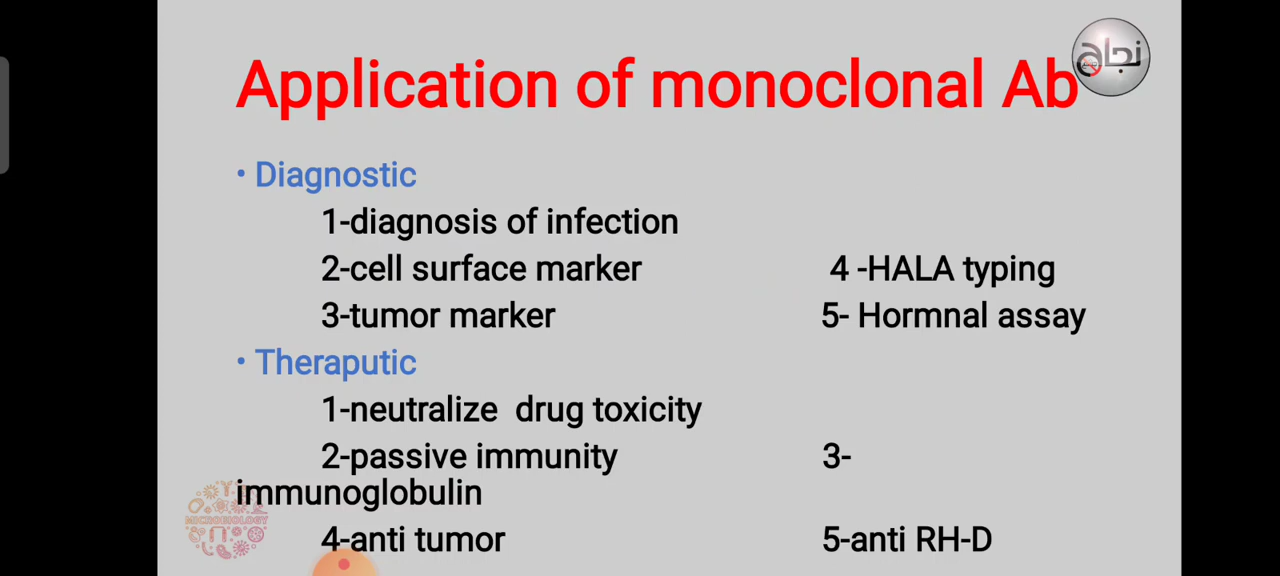 Application of monoclonal Ab
• Diagnostic
1-diagnosis of infection
2-cell surface marker 4 -HALA typing
3-tumor marker 5- Hormnal assay
• Theraputic
1-neutralize drug toxicity
2-passive immunity 3-
immunoglobulin
4-anti tumor 5-anti RH-D
MICROBIOLOGY